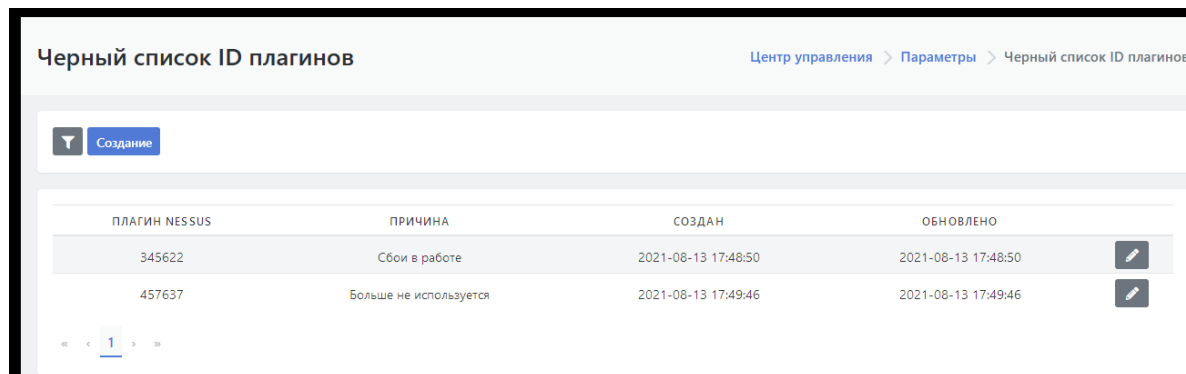 Черный список ID плагинов
Центр управления > Параметры > Черный список ID плагинов
Создание
ПЛАГИН NESSUS ПРИЧИНА СОЗДАН ОБНОВЛЕНО
345622 Сбои в работе 2021-08-13 17:48:50 2021-08-13 17:48:50
457637 Больше не используется 2021-08-13 17:49:46 2021-08-13 17:49:46
« ‹ 1 › »